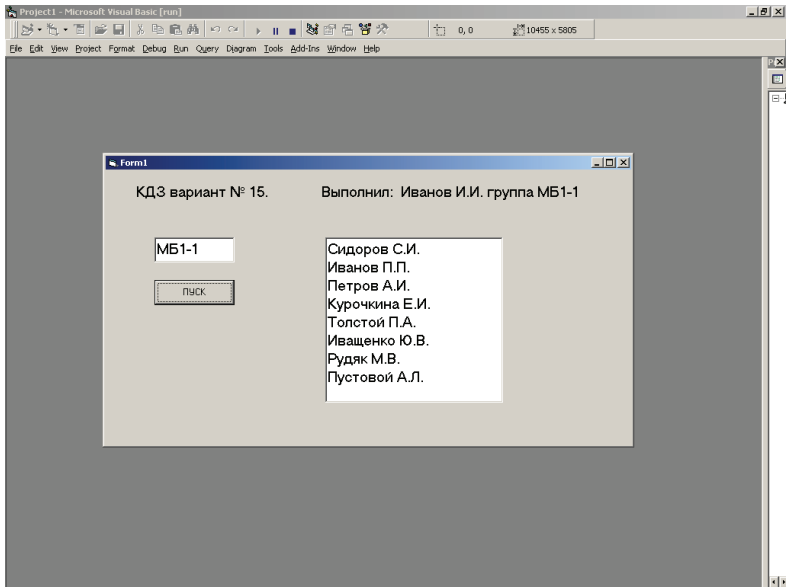 Project1 - Microsoft Visual Basic [run]
0, 0 10455 x 5805
File Edit View Project Format Debug Run Query Diagram Tools Add-Ins Window Help
Form1
КДЗ вариант № 15. Выполнил: Иванов И.И. группа МБ1-1
МБ1-1
ПУСК
Сидоров С.И.
Иванов П.П.
Петров А.И.
Курочкина Е.И.
Толстой П.А.
Иващенко Ю.В.
Рудяк М.В.
Пустовой А.Л.